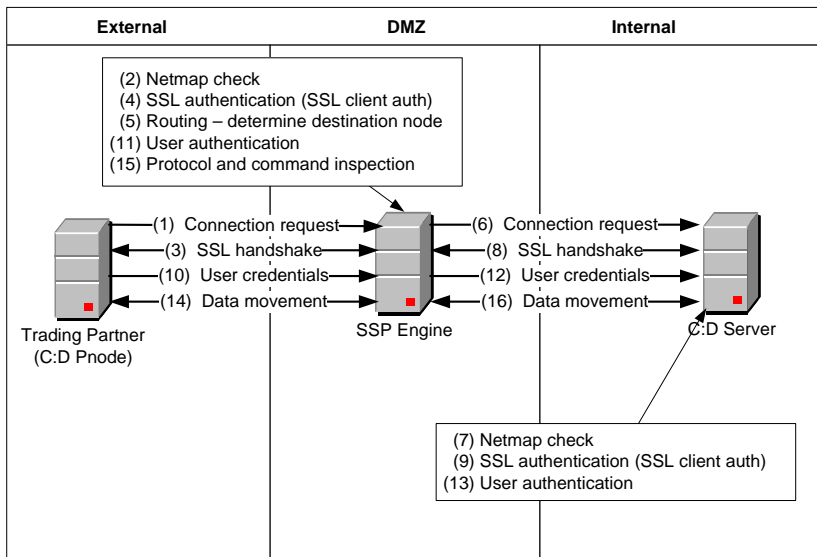 External
DMZ
Internal
(2) Netmap check
(4) SSL authentication (SSL client auth)
(5) Routing – determine destination node
(11) User authentication
(15) Protocol and command inspection
(1) Connection request
(3) SSL handshake
(10) User credentials
(14) Data movement
(6) Connection request
(8) SSL handshake
(12) User credentials
(16) Data movement
Trading Partner
(C:D Pnode)
SSP Engine
C:D Server
(7) Netmap check
(9) SSL authentication (SSL client auth)
(13) User authentication